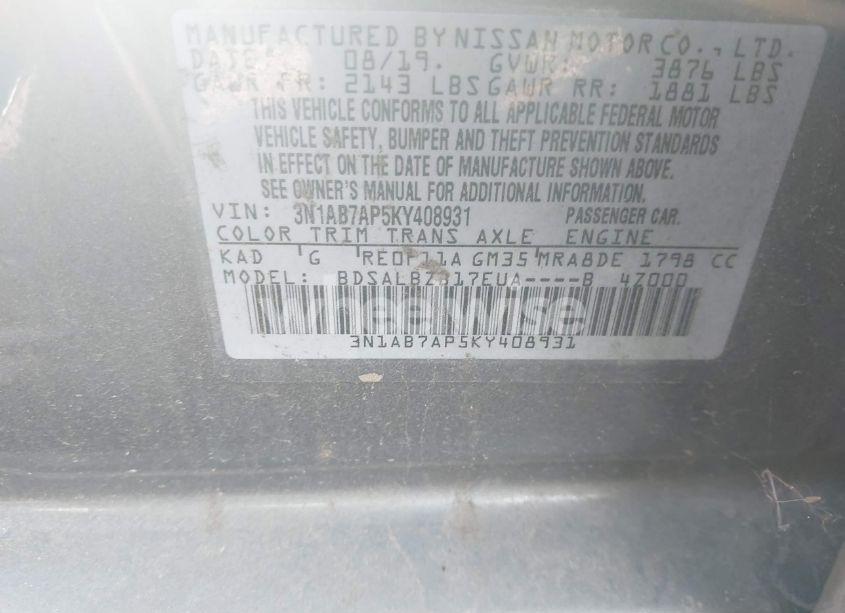 MANUFACTURED BY NISSAN MOTOR CO., LTD.
DATE: 08/19. GVWR: 3876 LBS
GAWR FR: 2143 LBS GAWR RR: 1881 LBS
THIS VEHICLE CONFORMS TO ALL APPLICABLE FEDERAL MOTOR
VEHICLE SAFETY, BUMPER AND THEFT PREVENTION STANDARDS
IN EFFECT ON THE DATE OF MANUFACTURE SHOWN ABOVE.
SEE OWNER'S MANUAL FOR ADDITIONAL INFORMATION.
VIN: 3N1AB7AP5KY408931 PASSENGER CAR.
COLOR TRIM TRANS AXLE ENGINE
KAD G RE0F11A GM35 MRA8DE 1798 CC
MODEL: ----B 47000
3N1AB7AP5KY408931